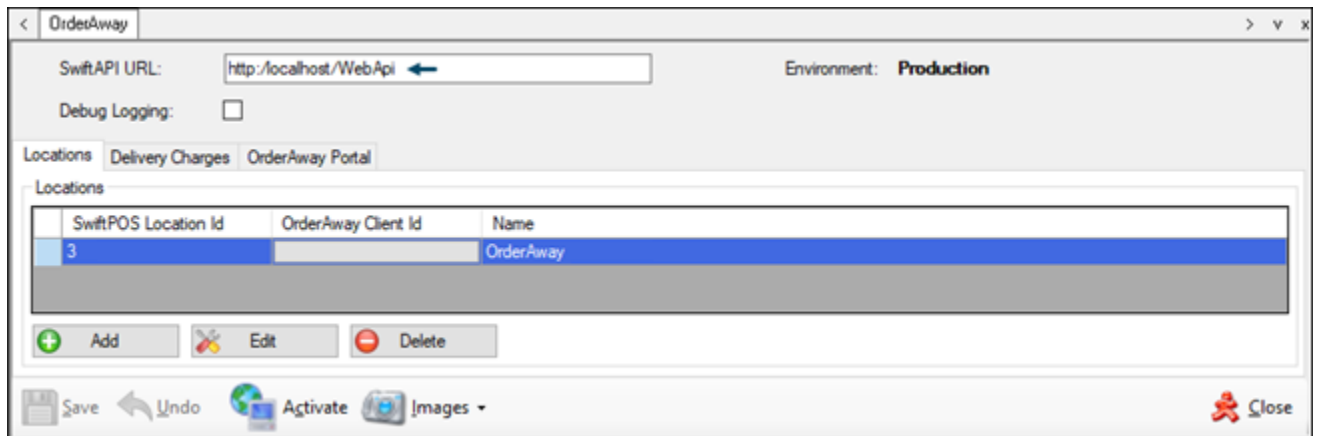 OrderAway
SwiftAPI URL: http:/localhost/WebApi Environment: Production
Debug Logging:
Locations Delivery Charges OrderAway Portal
Locations
SwiftPOS Location Id OrderAway Client Id Name
3 OrderAway
Add Edit Delete
Save Undo Activate Images Close